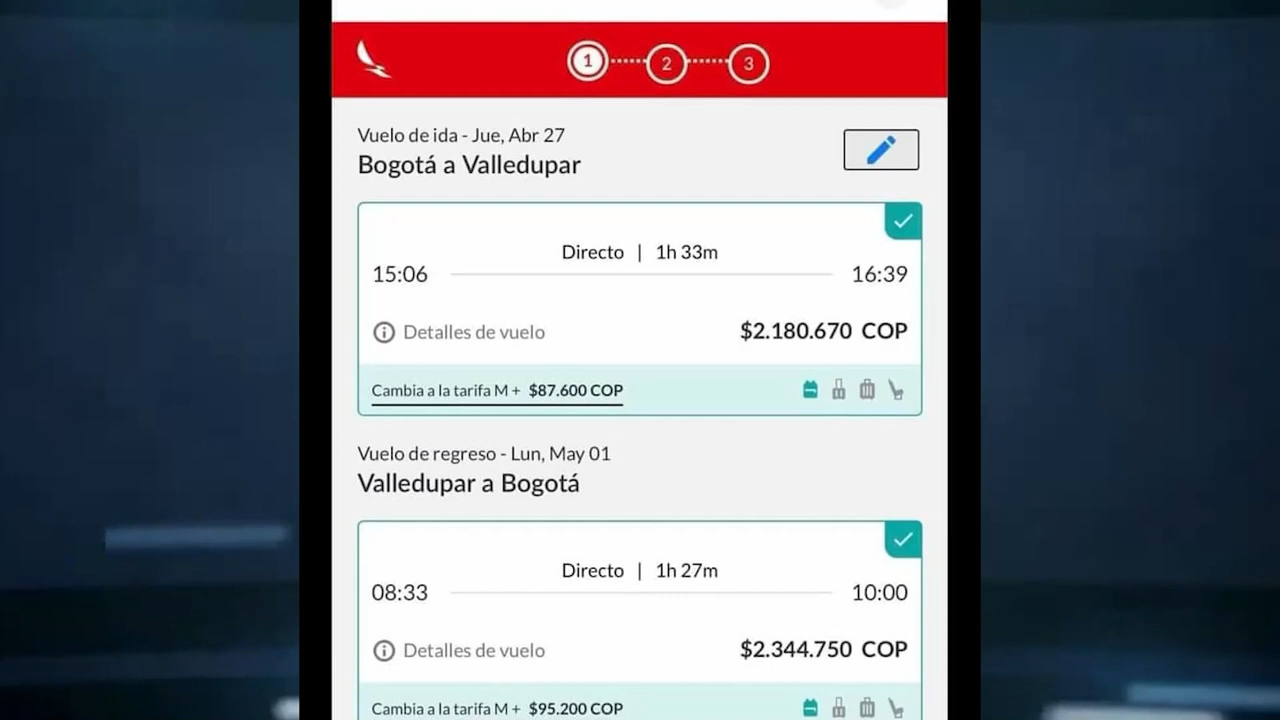 1 2 3
Vuelo de ida - Jue, Abr 27
Bogotá a Valledupar
Directo | 1h 33m
15:06 16:39
Detalles de vuelo $2.180.670 COP
Cambia a la tarifa M + $87.600 COP
Vuelo de regreso - Lun, May 01
Valledupar a Bogotá
Directo | 1h 27m
08:33 10:00
Detalles de vuelo $2.344.750 COP
Cambia a la tarifa M + $95.200 COP